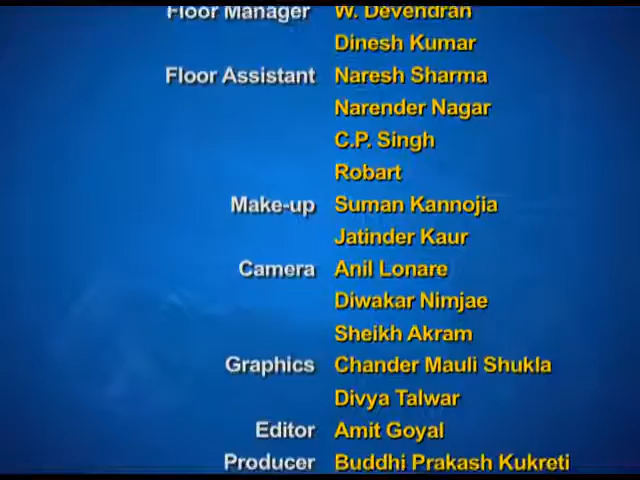 Floor Manager W. Devendran
Dinesh Kumar
Floor Assistant Naresh Sharma
Narender Nagar
C.P. Singh
Robart
Make-up Suman Kannojia
Jatinder Kaur
Camera Anil Lonare
Diwakar Nimjae
Sheikh Akram
Graphics Chander Mauli Shukla
Divya Talwar
Editor Amit Goyal
Producer Buddhi Prakash Kukreti